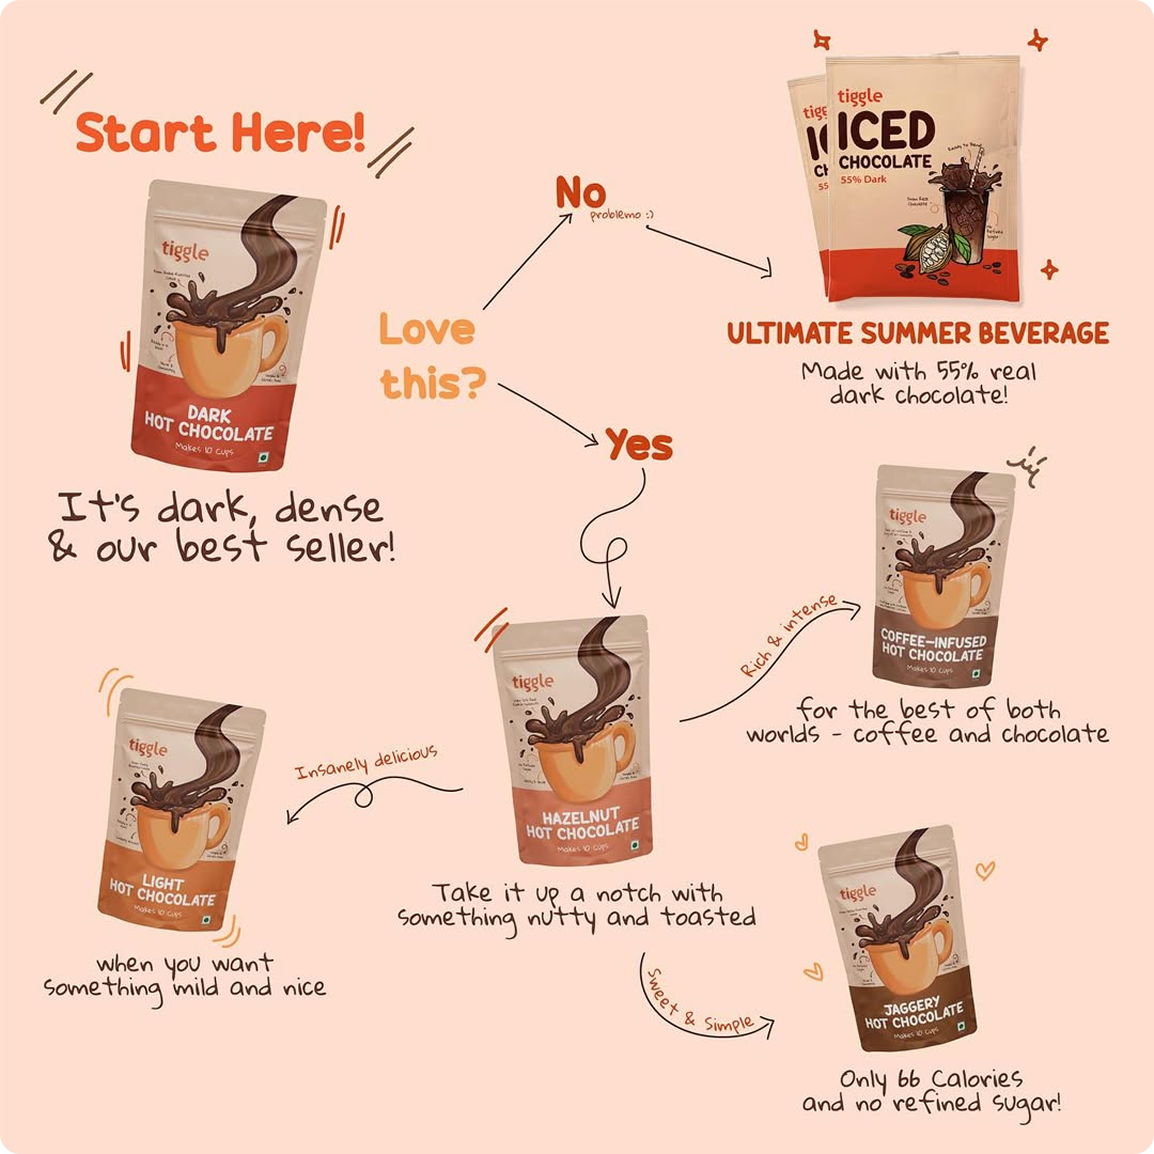 Start Here!
tiggle
DARK
HOT CHOCOLATE
Makes 10 Cups
It's dark, dense
& our best seller!
Love
this?
No
problemo :)
tiggle
ICED
CHOCOLATE
55% Dark
ULTIMATE SUMMER BEVERAGE
Made with 55% real
dark chocolate!
Yes
tiggle
HAZELNUT
HOT CHOCOLATE
Makes 10 Cups
Take it up a notch with
something nutty and toasted
Rich & intense
tiggle
COFFEE-INFUSED
HOT CHOCOLATE
Makes 10 Cups
for the best of both
worlds - coffee and chocolate
Insanely delicious
tiggle
LIGHT
HOT CHOCOLATE
Makes 10 Cups
when you want
something mild and nice
Sweet & Simple
tiggle
JAGGERY
HOT CHOCOLATE
Makes 10 Cups
Only 66 Calories
and no refined sugar!